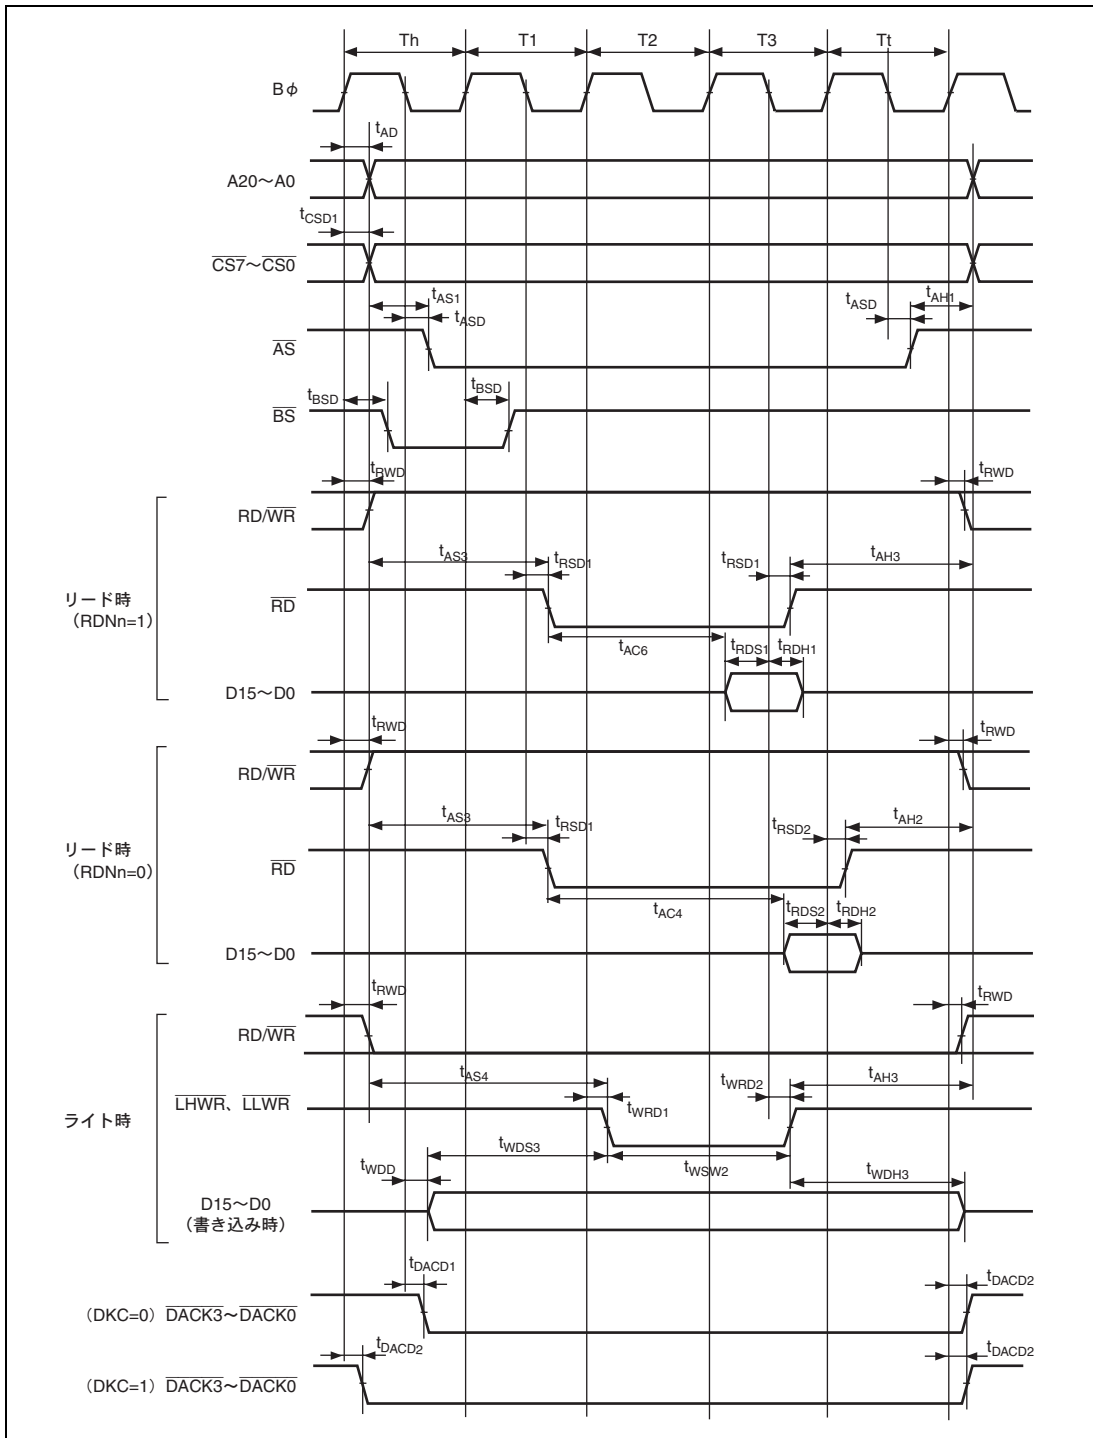 Th T1 T2 T3 Tt
Bφ
tAD
A20～A0
tCSD1
CS7～CS0
tAS1
tASD
tASD
tAH1
AS
tBSD
tBSD
BS
tRWD
tRWD
RD/WR
tAS3
tRSD1
tRSD1
tAH3
リード時
（RDNn=1）
RD
tAC6
tRDS1
tRDH1
D15～D0
tRWD
tRWD
RD/WR
tAS3
tRSD1
tRSD2
tAH2
リード時
（RDNn=0）
RD
tAC4
tRDS2
tRDH2
D15～D0
tRWD
tRWD
RD/WR
tAS4
tWRD2
tAH3
ライト時
LHWR、LLWR
tWRD1
tWDS3
tWDD
tWSW2
tWDH3
D15～D0
（書き込み時）
tDACD1
tDACD2
（DKC=0）DACK3～DACK0
tDACD2
tDACD2
（DKC=1）DACK3～DACK0